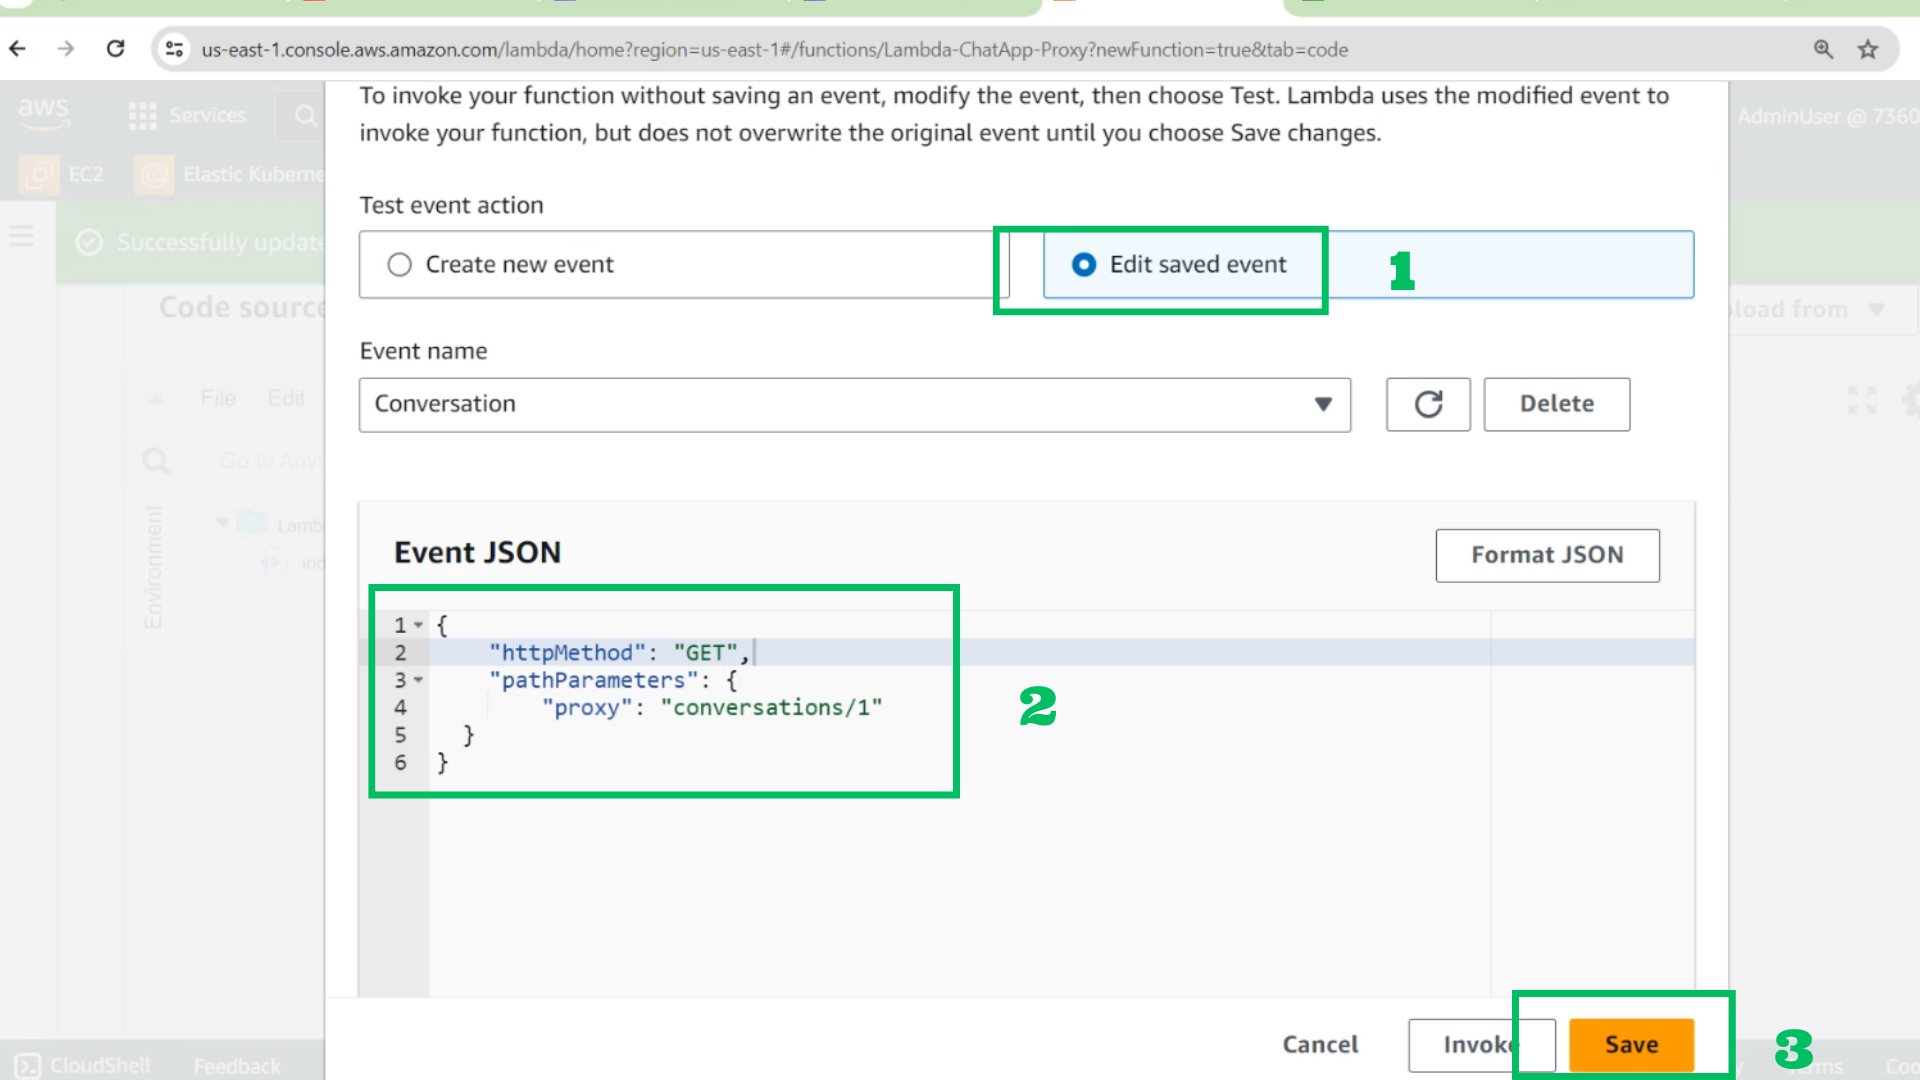 us-east-1.console.aws.amazon.com/lambda/home?region=us-east-1#/functions/Lambda-ChatApp-Proxy?newFunction=true&tab=code
To invoke your function without saving an event, modify the event, then choose Test. Lambda uses the modified event to
invoke your function, but does not overwrite the original event until you choose Save changes.
aws
Services
AdminUser @ 7360
EC2
Elastic Kuberne
Test event action
Successfully update
Create new event
Edit saved event
1
Code source
load from
Event name
File
Edit
Conversation
Delete
Go to Any
Environment
Lamb
ind
Event JSON
Format JSON
1 {
2 "httpMethod": "GET",
3 "pathParameters": {
4 "proxy": "conversations/1"
5 }
6 }
2
Cancel
Invoke
Save
3
CloudShell
Feedback
Coo